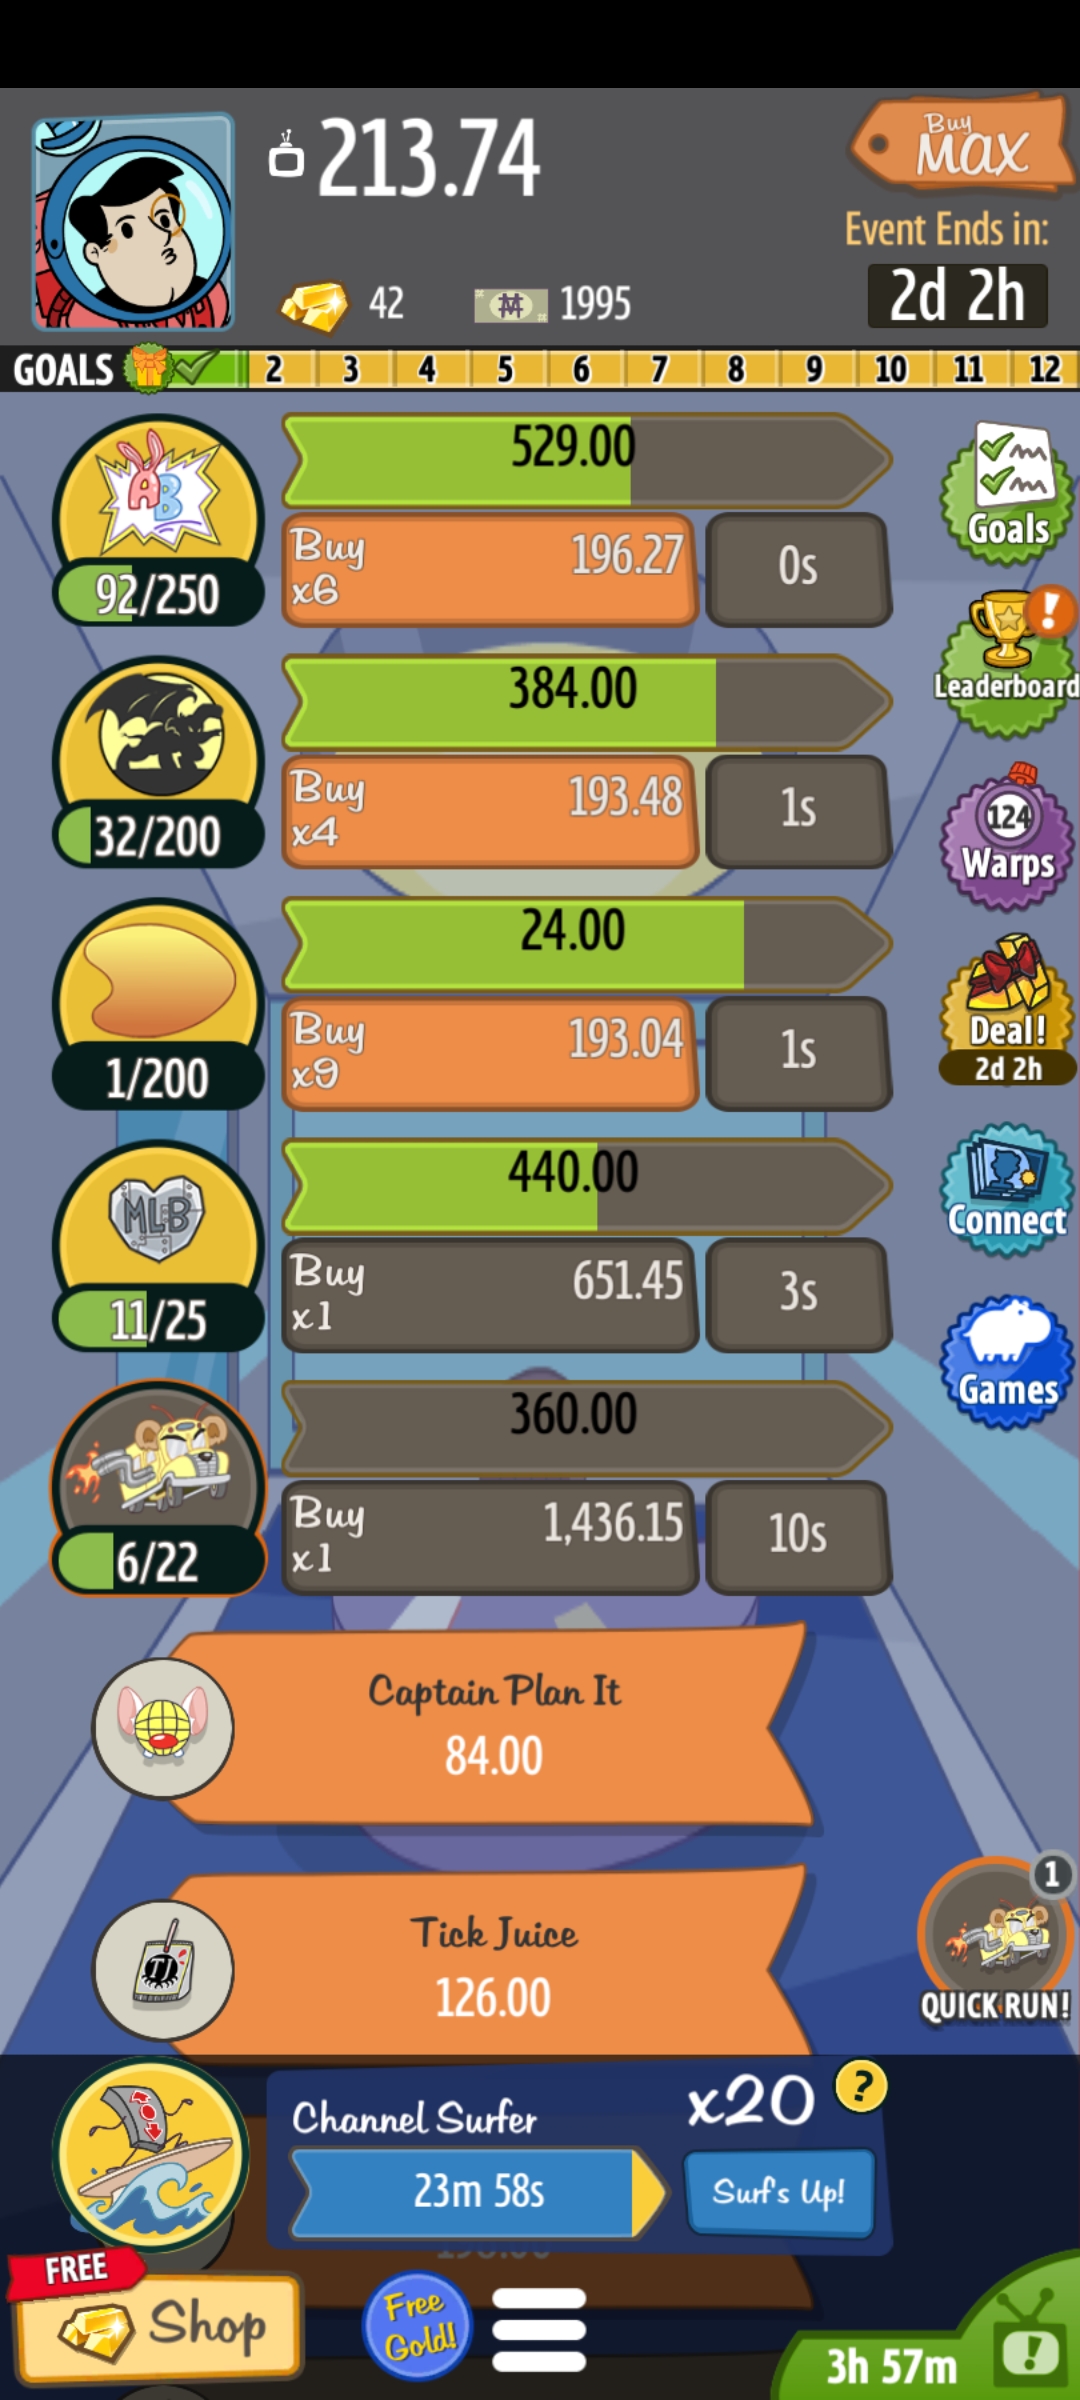 213.74
Buy
MAX
Event Ends in:
42
1995
2d 2h
GOALS 2 3 4 5 6 7 8 9 10 11 12
AB
529.00
92/250
Buy
x6
196.27
0s
Goals
384.00
32/200
Buy
x4
193.48
1s
!
Leaderboard
124
Warps
24.00
1/200
Buy
x9
193.04
1s
Deal!
2d 2h
MLB
440.00
11/25
Buy
x1
651.45
3s
Connect
360.00
6/22
Buy
x1
1,436.15
10s
Games
Captain Plan It
84.00
TJ
Tick Juice
126.00
1
QUICK RUN!
Channel Surfer
x20
?
23m 58s
Surf's Up!
FREE
Shop
Free
Gold!
3h 57m
!